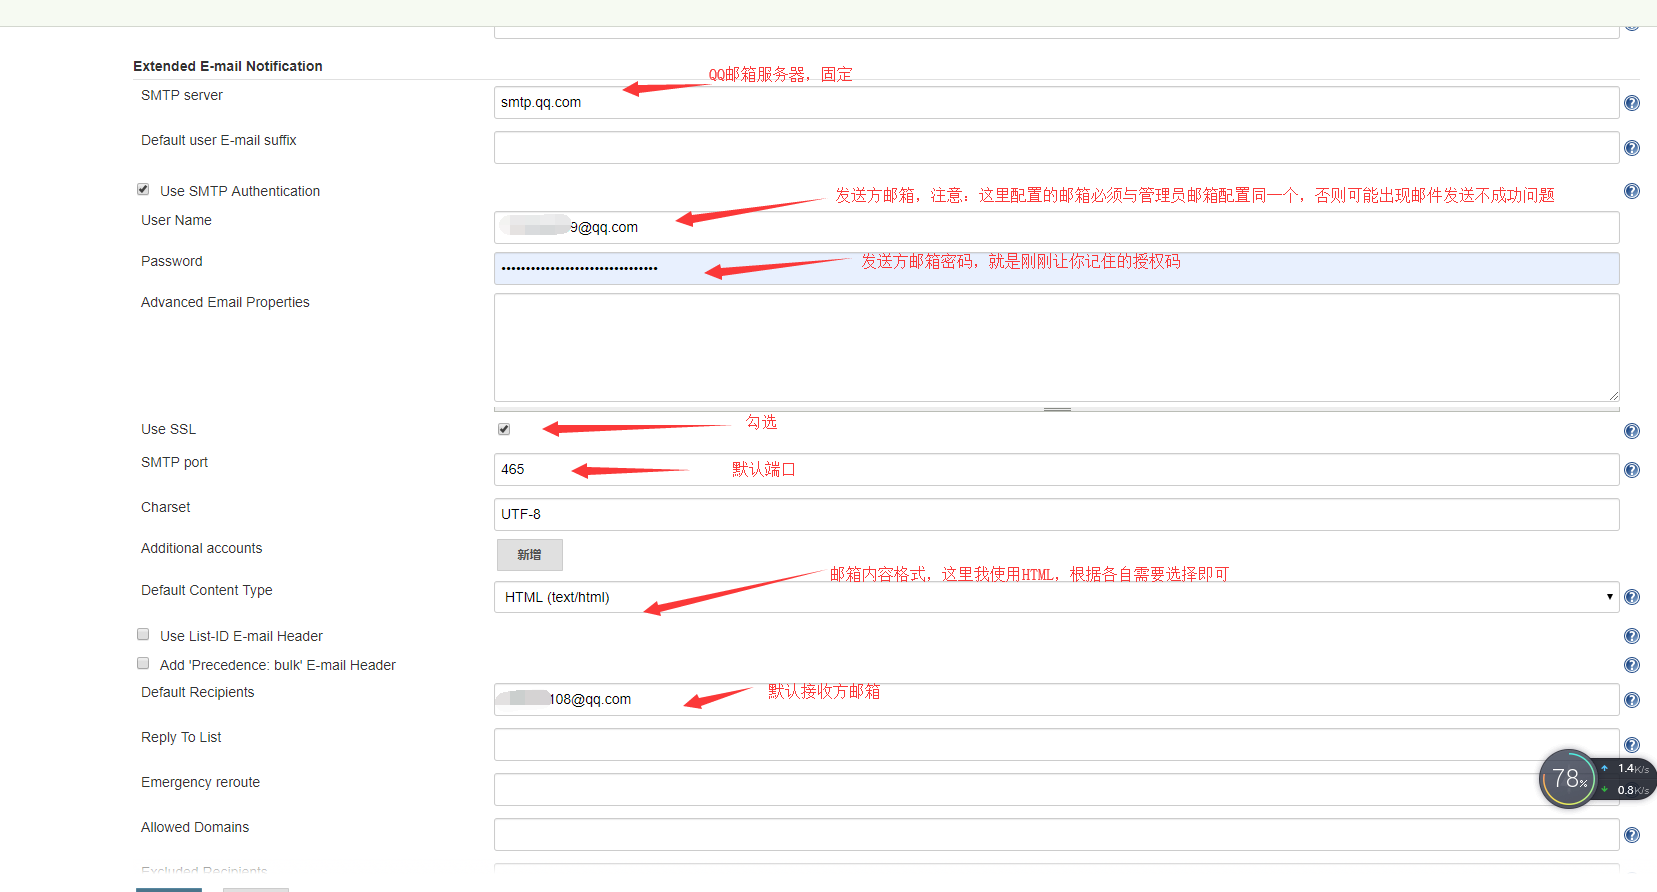 Extended E-mail Notification
QQ邮箱服务器，固定
SMTP server
smtp.qq.com
Default user E-mail suffix
Use SMTP Authentication
发送方邮箱，注意：这里配置的邮箱必须与管理员邮箱配置同一个，否则可能出现邮件发送不成功问题
User Name
9@qq.com
Password
••••••••••••••••••••••••••••••••
发送方邮箱密码，就是刚刚让你记住的授权码
Advanced Email Properties
Use SSL
勾选
SMTP port
465
默认端口
Charset
UTF-8
Additional accounts
新增
邮箱内容格式，这里我使用HTML，根据各自需要选择即可
Default Content Type
HTML (text/html)
Use List-ID E-mail Header
Add 'Precedence: bulk' E-mail Header
Default Recipients
108@qq.com
默认接收方邮箱
Reply To List
Emergency reroute
78%
1.4K/s
0.8K/s
Allowed Domains
Excluded Recipients